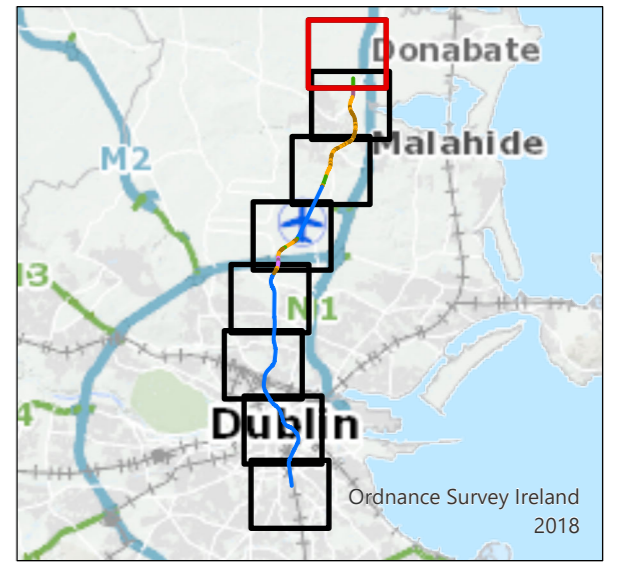 Donabate
Malahide
M2
N1
Dublin
Ordnance Survey Ireland
2018